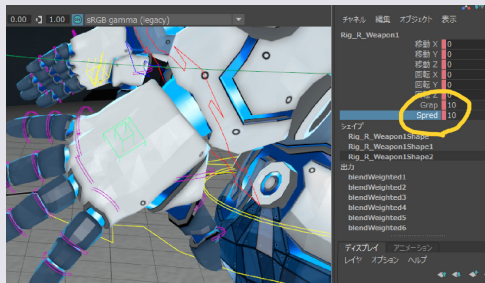 0.00 1.00 sRGB gamma (legacy)
チャネル 編集 オブジェクト 表示
Rig_R_Weapon1
移動 X 0
移動 Y 0
移動 Z 0
回転 X 0
回転 Y 0
回転 Z 0
Grap 10
Spred 10
シェイプ
Rig_R_Weapon1Shape
Rig_R_Weapon1Shape1
Rig_R_Weapon1Shape2
出力
blendWeighted1
blendWeighted2
blendWeighted3
blendWeighted4
blendWeighted5
blendWeighted6
ディスプレイ アニメーション
レイヤ オプション ヘルプ